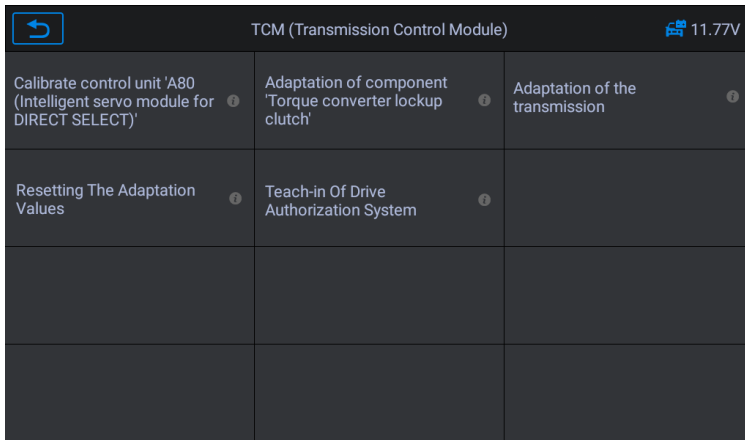 TCM (Transmission Control Module)
11.77V
Calibrate control unit 'A80
(Intelligent servo module for
DIRECT SELECT)'
Adaptation of component
'Torque converter lockup
clutch'
Adaptation of the
transmission
Resetting The Adaptation
Values
Teach-in Of Drive
Authorization System